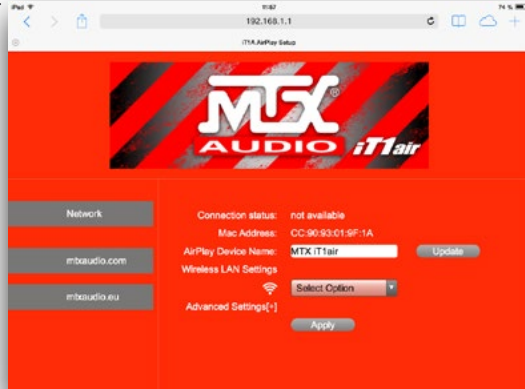 iPad
11:57
74 %
192.168.1.1
iT1A AirPlay Setup
MTX®
AUDIO iT1air
Network
mtxaudio.com
mtxaudio.eu
Connection status: not available
Mac Address: CC:90:93:01:9F:1A
AirPlay Device Name: MTX iT1air Update
Wireless LAN Settings
Select Option
Advanced Settings[+]
Apply